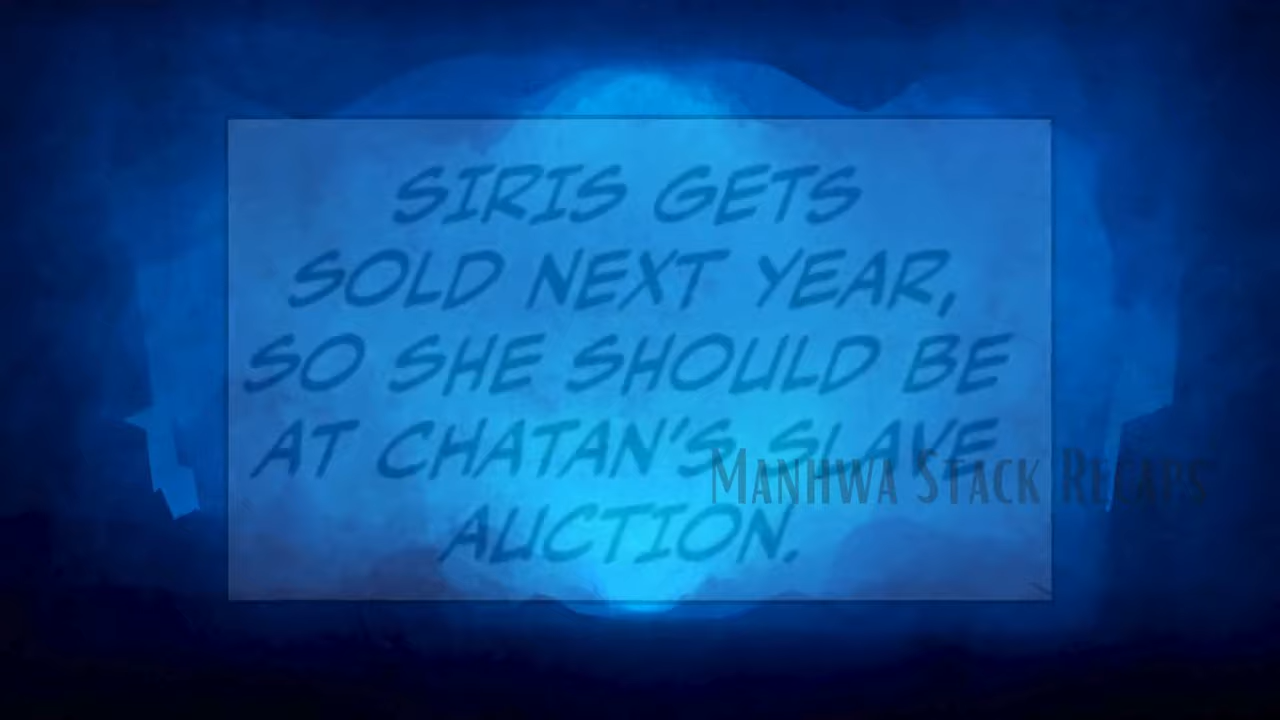 SIRIS GETS
SOLD NEXT YEAR,
SO SHE SHOULD BE
AT CHATAN'S SLAVE
AUCTION.
MANHWA STACK RECAPS